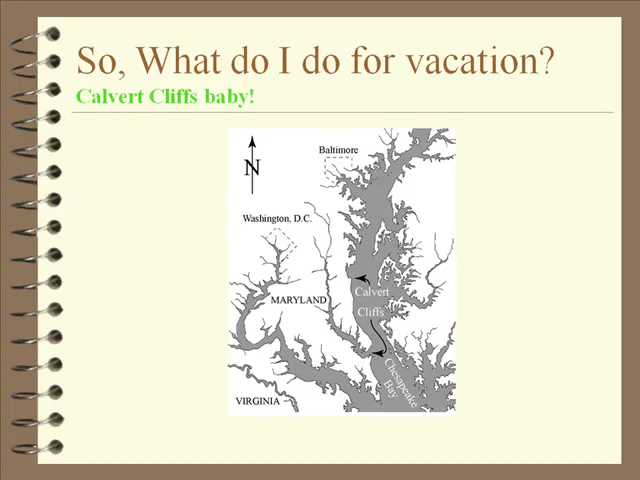 So, What do I do for vacation?
Calvert Cliffs baby!
Baltimore
N
Washington, D.C.
Calvert
Cliffs
MARYLAND
Chesapeake
Bay
VIRGINIA